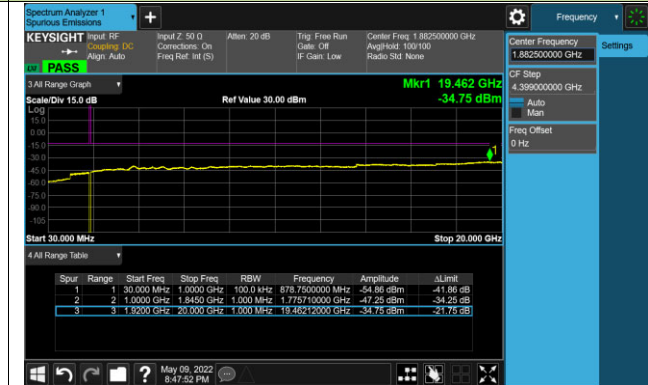 Spectrum Analyzer 1
Spurious Emissions
+
Frequency
KEYSIGHT
Input: RF
Coupling: DC
Align: Auto
Input Z: 50 Ω
Corrections: On
Freq Ref: Int (S)
Atten: 20 dB
Trig: Free Run
Gate: Off
IF Gain: Low
Center Freq: 1.882500000 GHz
Avg|Hold: 100/100
Radio Std: None
PASS
3 All Range Graph
Scale/Div 15.0 dB
Ref Value 30.00 dBm
Mkr1 19.462 GHz
-34.75 dBm
Log
15.0
0.00
-15.0
-30.0
-45.0
-60.0
-75.0
-90.0
-105
1
Start 30.000 MHz
Stop 20.000 GHz
4 All Range Table
Spur Range Start Freq Stop Freq RBW Frequency Amplitude ΔLimit
1 1 30.000 MHz 1.0000 GHz 100.0 kHz 878.7500000 MHz -54.86 dBm -41.86 dB
2 2 1.0000 GHz 1.8450 GHz 1.000 MHz 1.775710000 GHz -47.25 dBm -34.25 dB
3 3 1.9200 GHz 20.000 GHz 1.000 MHz 19.46212000 GHz -34.75 dBm -21.75 dB
Center Frequency
1.882500000 GHz
CF Step
4.399000000 GHz
Auto
Man
Freq Offset
0 Hz
Settings
?
May 09, 2022
8:47:52 PM